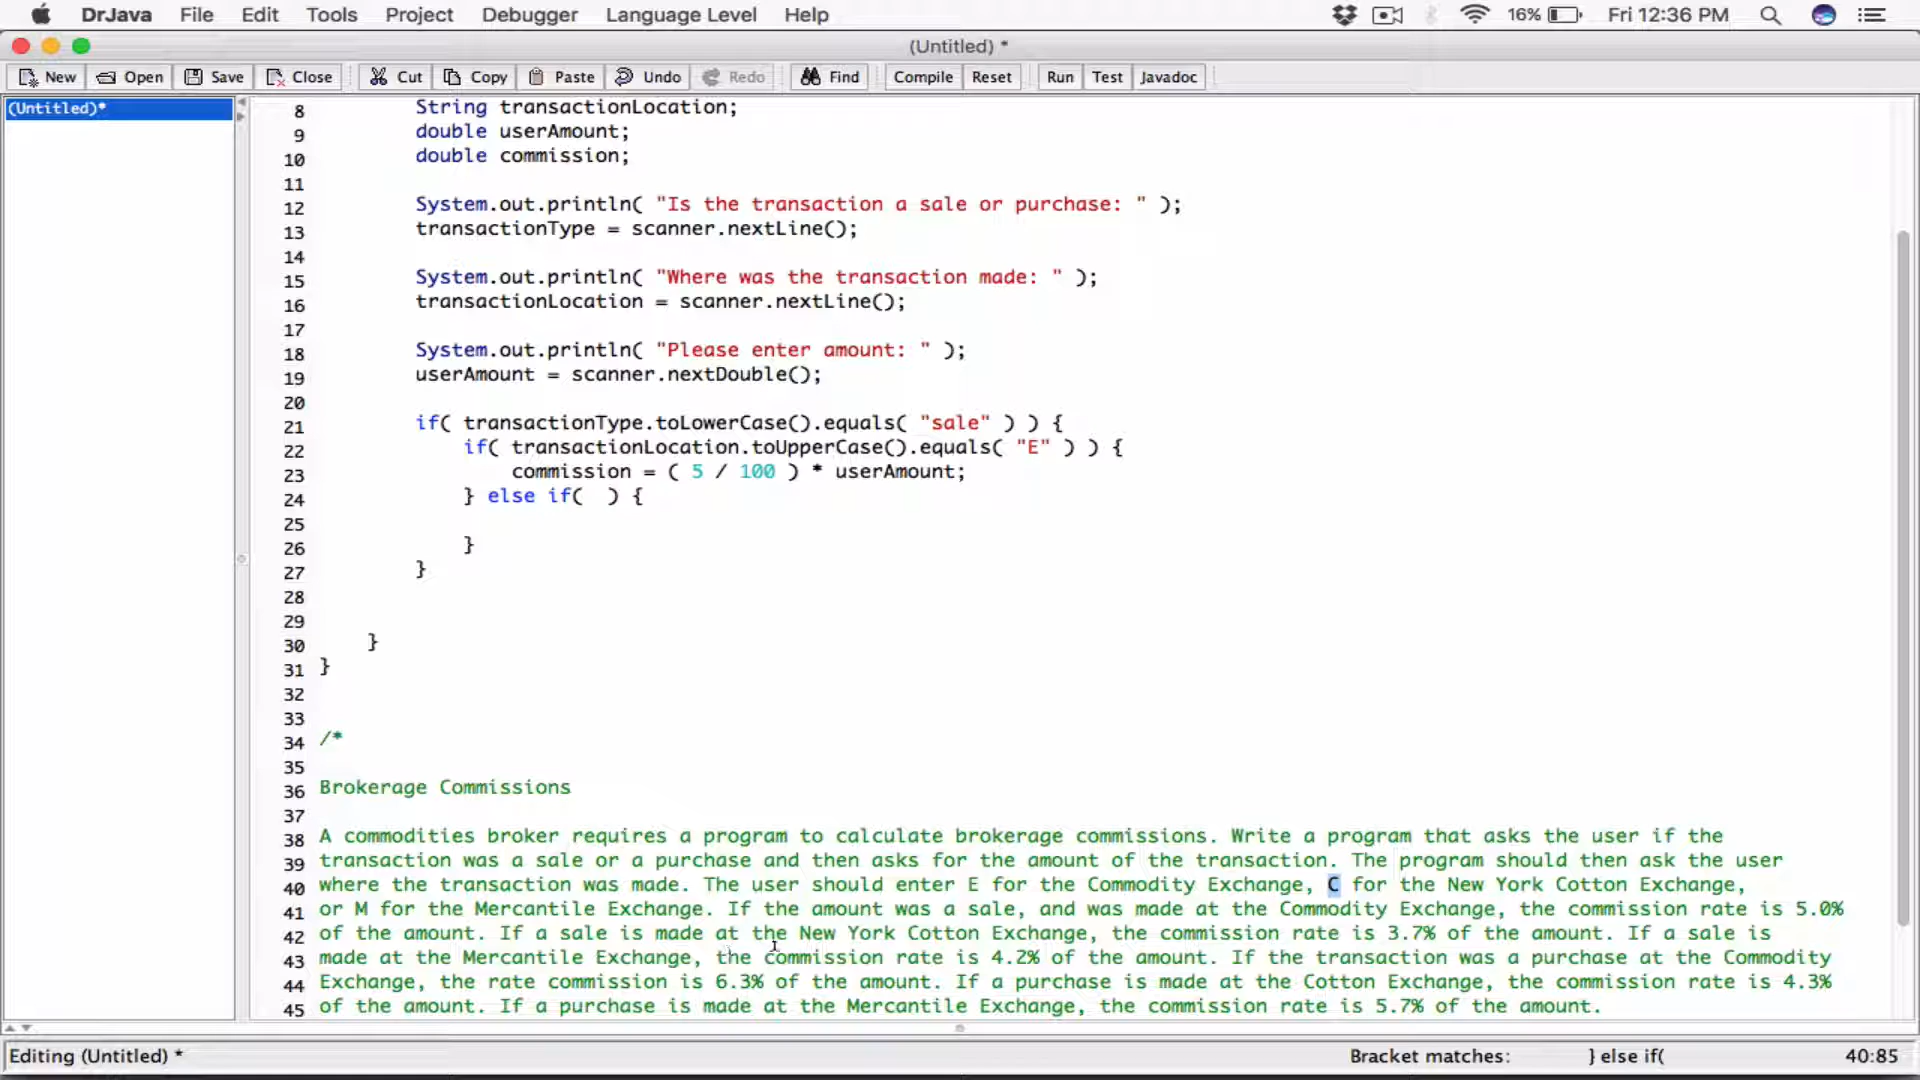 DrJava File Edit Tools Project Debugger Language Level Help 16% Fri 12:36 PM
(Untitled) *
New Open Save Close Cut Copy Paste Undo Redo Find Compile Reset Run Test Javadoc
(Untitled)*
8 String transactionLocation;
9 double userAmount;
10 double commission;
11
12 System.out.println( "Is the transaction a sale or purchase: " );
13 transactionType = scanner.nextLine();
14
15 System.out.println( "Where was the transaction made: " );
16 transactionLocation = scanner.nextLine();
17
18 System.out.println( "Please enter amount: " );
19 userAmount = scanner.nextDouble();
20
21 if( transactionType.toLowerCase().equals( "sale" ) ) {
22 if( transactionLocation.toUpperCase().equals( "E" ) ) {
23 commission = ( 5 / 100 ) * userAmount;
24 } else if(  ) {
25
26 }
27 }
28
29
30 }
31 }
32
33
34 /*
35
36 Brokerage Commissions
37
38 A commodities broker requires a program to calculate brokerage commissions. Write a program that asks the user if the
39 transaction was a sale or a purchase and then asks for the amount of the transaction. The program should then ask the user
40 where the transaction was made. The user should enter E for the Commodity Exchange, C for the New York Cotton Exchange,
41 or M for the Mercantile Exchange. If the amount was a sale, and was made at the Commodity Exchange, the commission rate is 5.0%
42 of the amount. If a sale is made at the New York Cotton Exchange, the commission rate is 3.7% of the amount. If a sale is
43 made at the Mercantile Exchange, the commission rate is 4.2% of the amount. If the transaction was a purchase at the Commodity
44 Exchange, the rate commission is 6.3% of the amount. If a purchase is made at the Cotton Exchange, the commission rate is 4.3%
45 of the amount. If a purchase is made at the Mercantile Exchange, the commission rate is 5.7% of the amount.
Editing (Untitled) * Bracket matches: } else if( 40:85